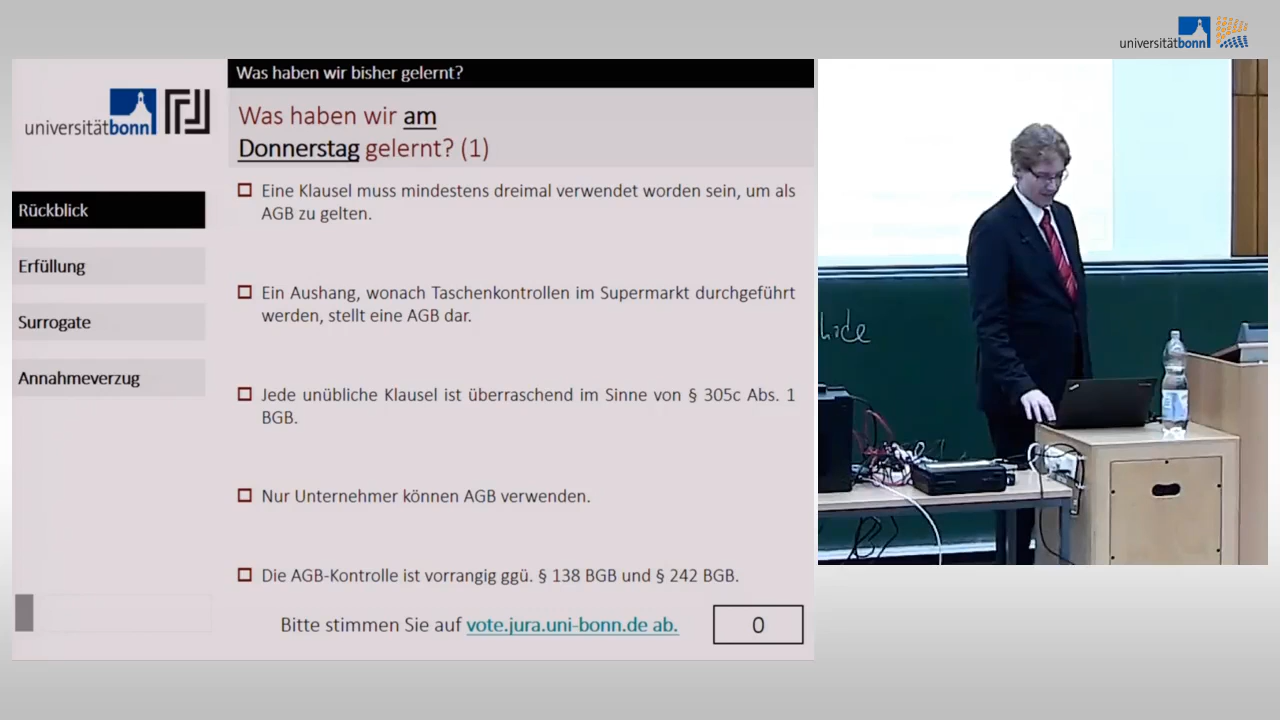 universitätbonn
Was haben wir bisher gelernt?
universitätbonn
Was haben wir am
Donnerstag gelernt? (1)
Rückblick
Erfüllung
Surrogate
Annahmeverzug
Eine Klausel muss mindestens dreimal verwendet worden sein, um als
AGB zu gelten.
Ein Aushang, wonach Taschenkontrollen im Supermarkt durchgeführt
werden, stellt eine AGB dar.
Jede unübliche Klausel ist überraschend im Sinne von § 305c Abs. 1
BGB.
Nur Unternehmer können AGB verwenden.
Die AGB-Kontrolle ist vorrangig ggü. § 138 BGB und § 242 BGB.
Bitte stimmen Sie auf vote.jura.uni-bonn.de ab.
0